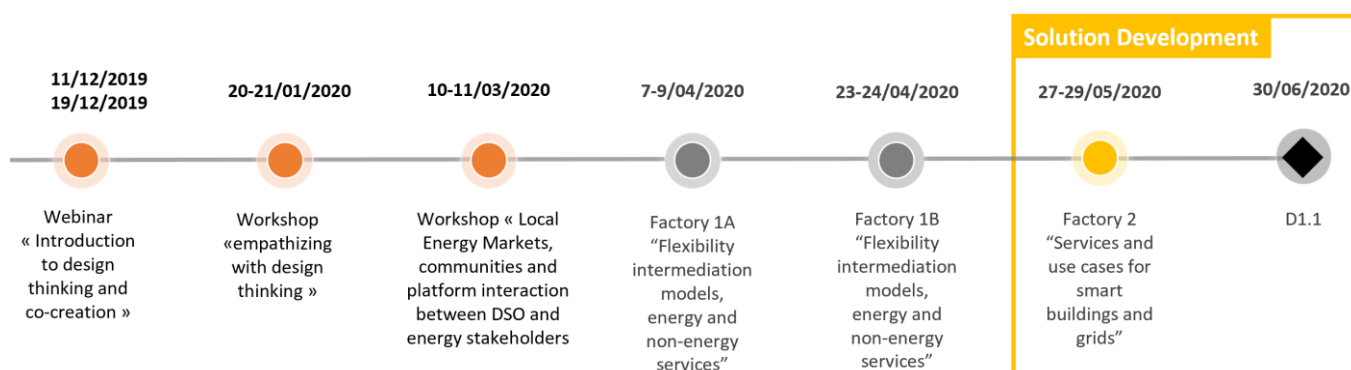 Solution Development
11/12/2019
19/12/2019
20-21/01/2020
10-11/03/2020
7-9/04/2020
23-24/04/2020
27-29/05/2020
30/06/2020
Webinar
« Introduction
to design
thinking and
co-creation »
Workshop
«empathizing
with design
thinking »
Workshop « Local
Energy Markets,
communities and
platform interaction
between DSO and
energy stakeholders
Factory 1A
“Flexibility
intermediation
models,
energy and
non-energy
services”
Factory 1B
“Flexibility
intermediation
models,
energy and
non-energy
services”
Factory 2
“Services and
use cases for
smart
buildings and
grids”
D1.1